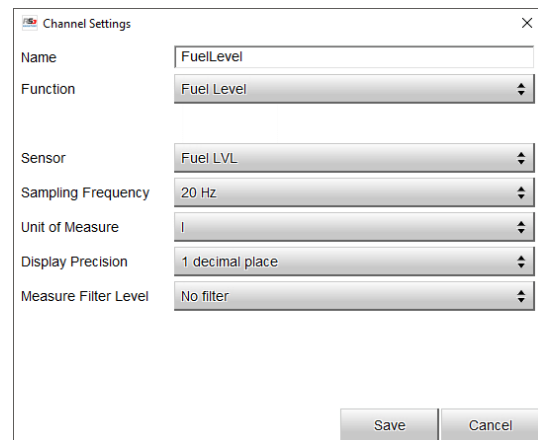 RS3 Channel Settings
Name FuelLevel
Function Fuel Level
Sensor Fuel LVL
Sampling Frequency 20 Hz
Unit of Measure l
Display Precision 1 decimal place
Measure Filter Level No filter
Save Cancel